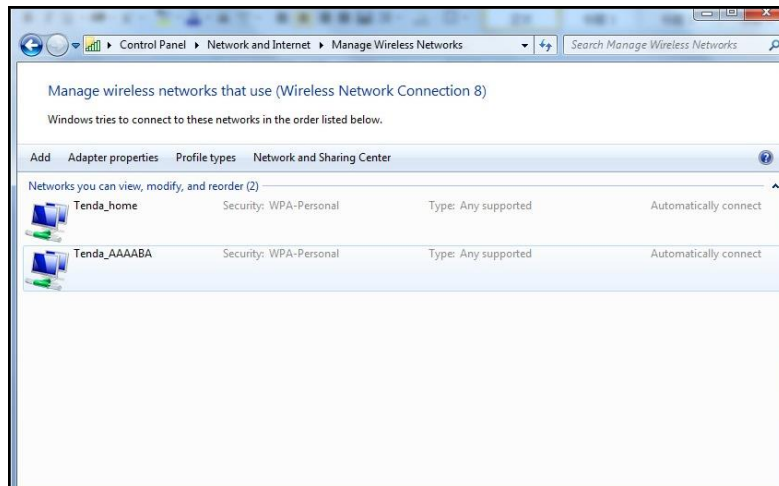 Control Panel ▸ Network and Internet ▸ Manage Wireless Networks
Search Manage Wireless Networks
Manage wireless networks that use (Wireless Network Connection 8)
Windows tries to connect to these networks in the order listed below.
Add Adapter properties Profile types Network and Sharing Center
Networks you can view, modify, and reorder (2)
Tenda_home Security: WPA-Personal Type: Any supported Automatically connect
Tenda_AAAABA Security: WPA-Personal Type: Any supported Automatically connect